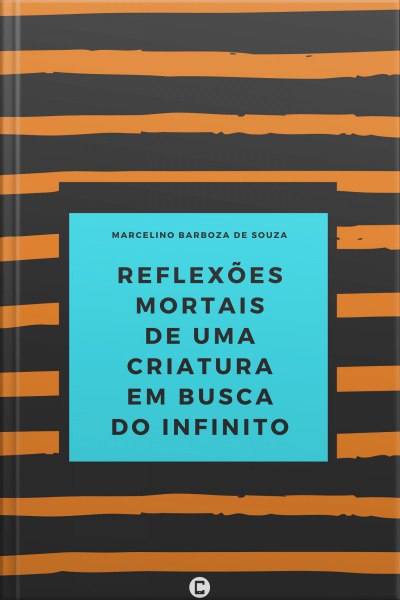 MARCELINO BARBOZA DE SOUZA
REFLEXÕES
MORTAIS
DE UMA
CRIATURA
EM BUSCA
DO INFINITO
C